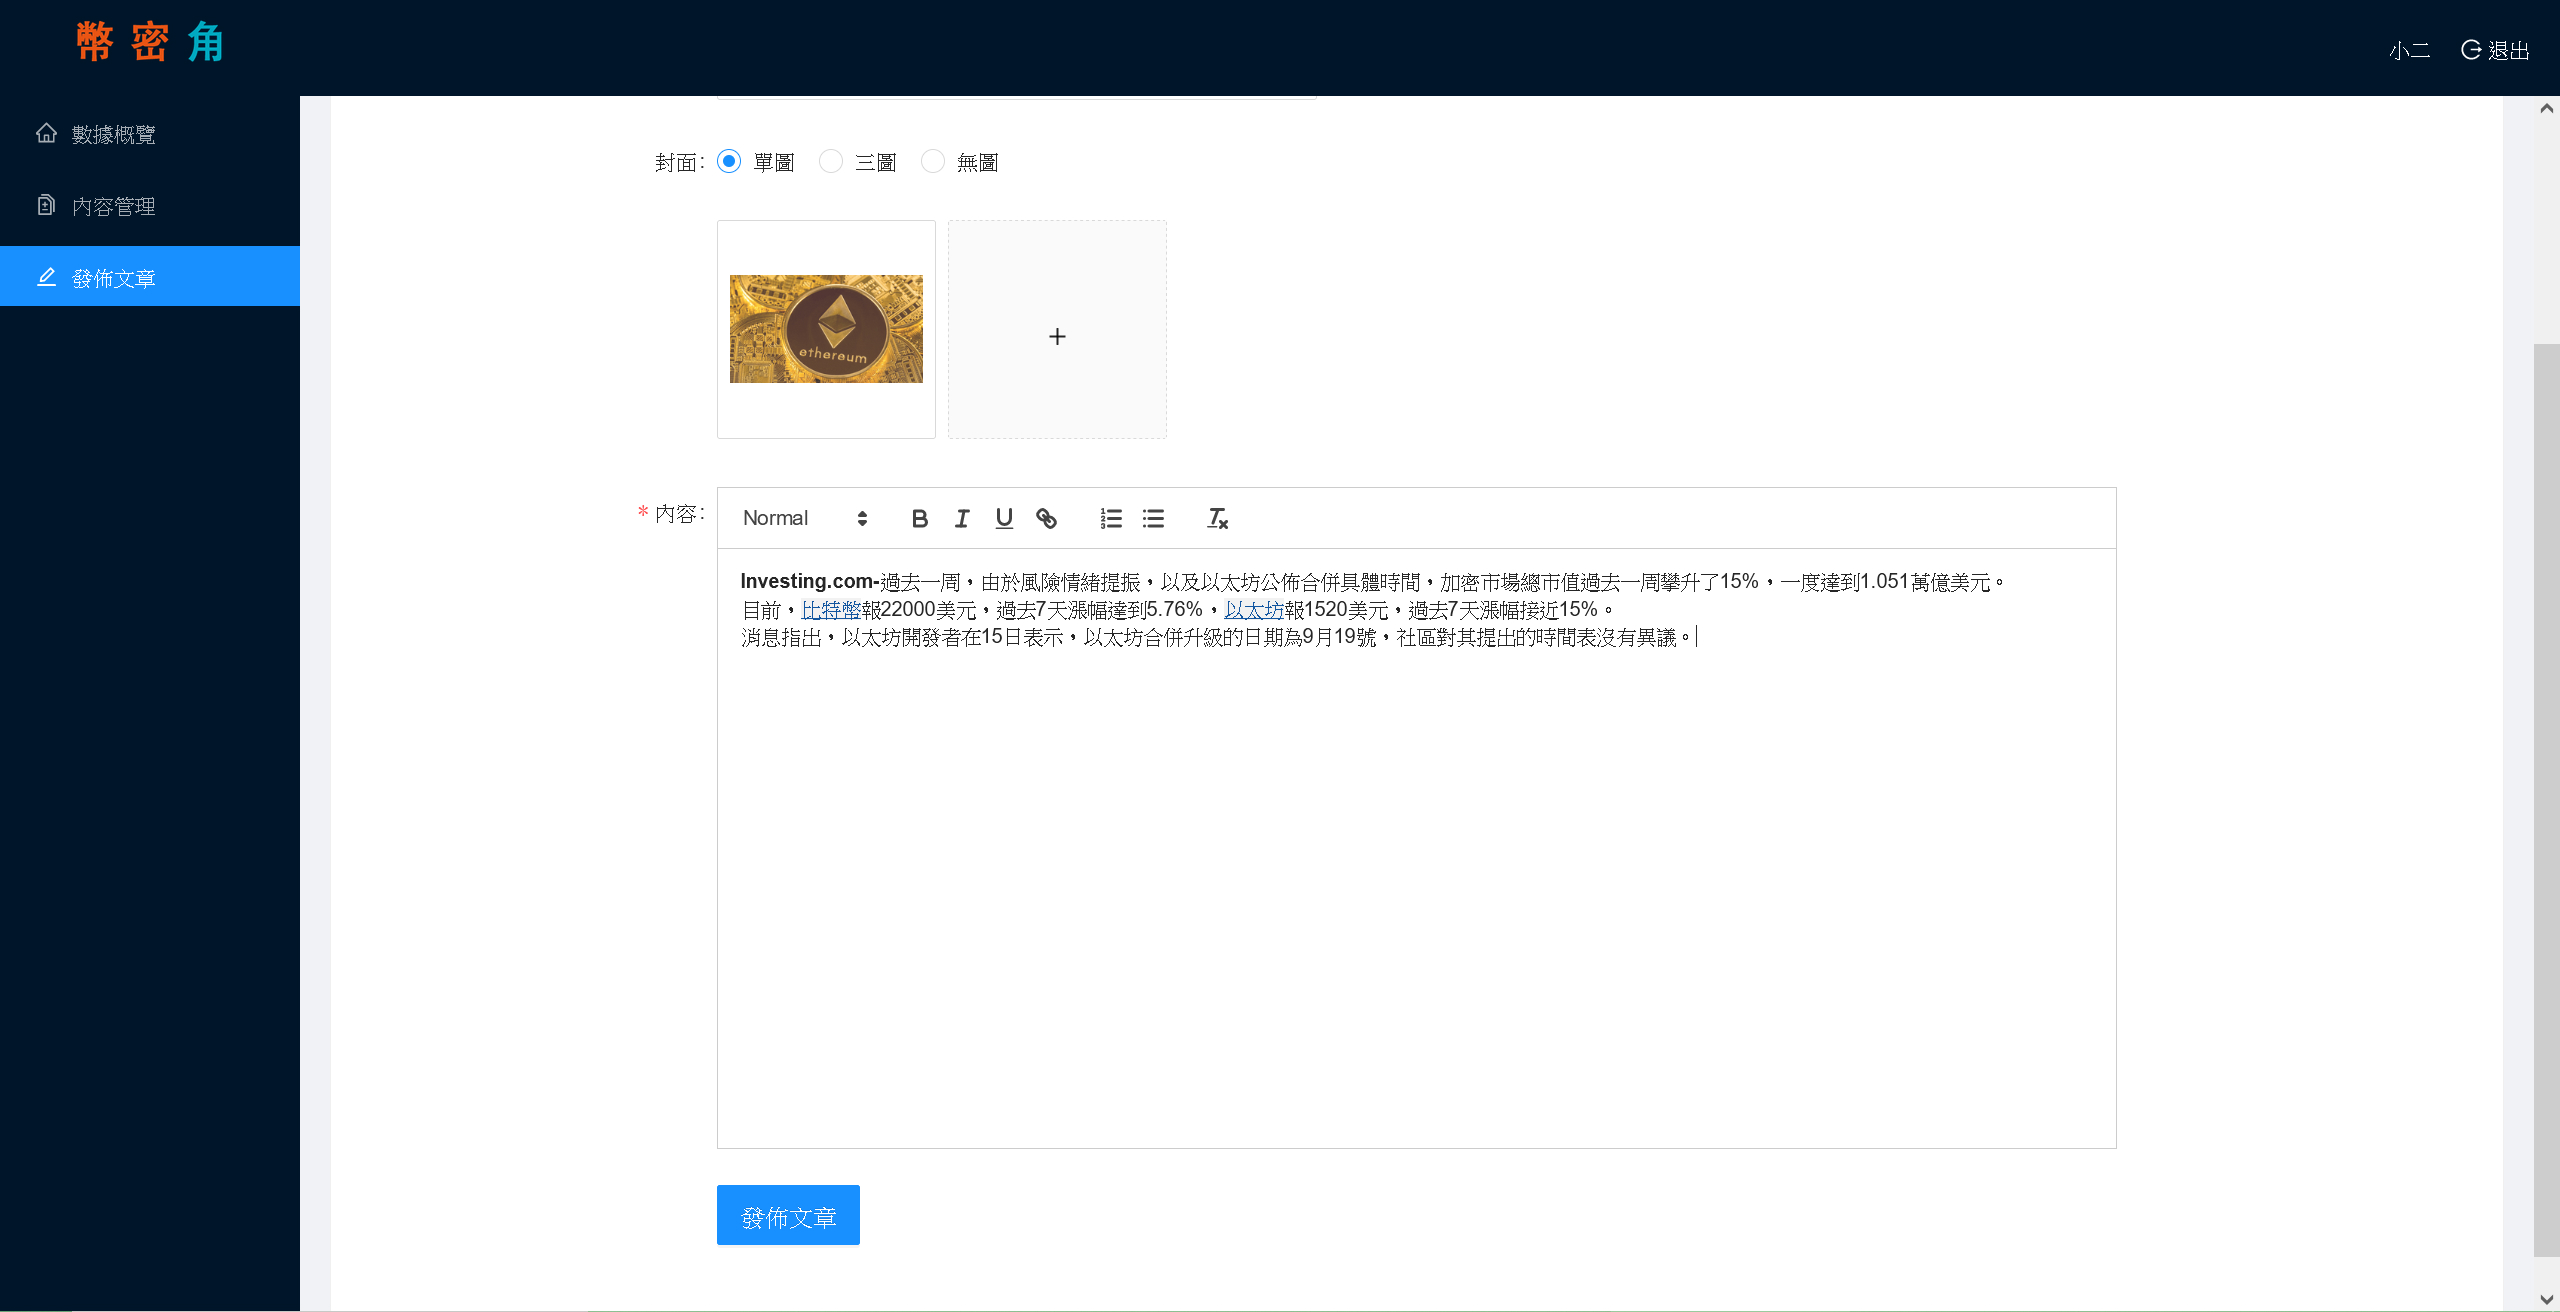 幣 密 角
小二 退出
數據概覽
內容管理
發佈文章
封面: 單圖 三圖 無圖
ethereum
* 內容:
Normal
Investing.com-過去一周，由於風險情緒提振，以及以太坊公佈合併具體時間，加密市場總市值過去一周攀升了15%，一度達到1.051萬億美元。
目前，比特幣報22000美元，過去7天漲幅達到5.76%，以太坊報1520美元，過去7天漲幅接近15%。
消息指出，以太坊開發者在15日表示，以太坊合併升級的日期為9月19號，社區對其提出的時間表沒有異議。
發佈文章